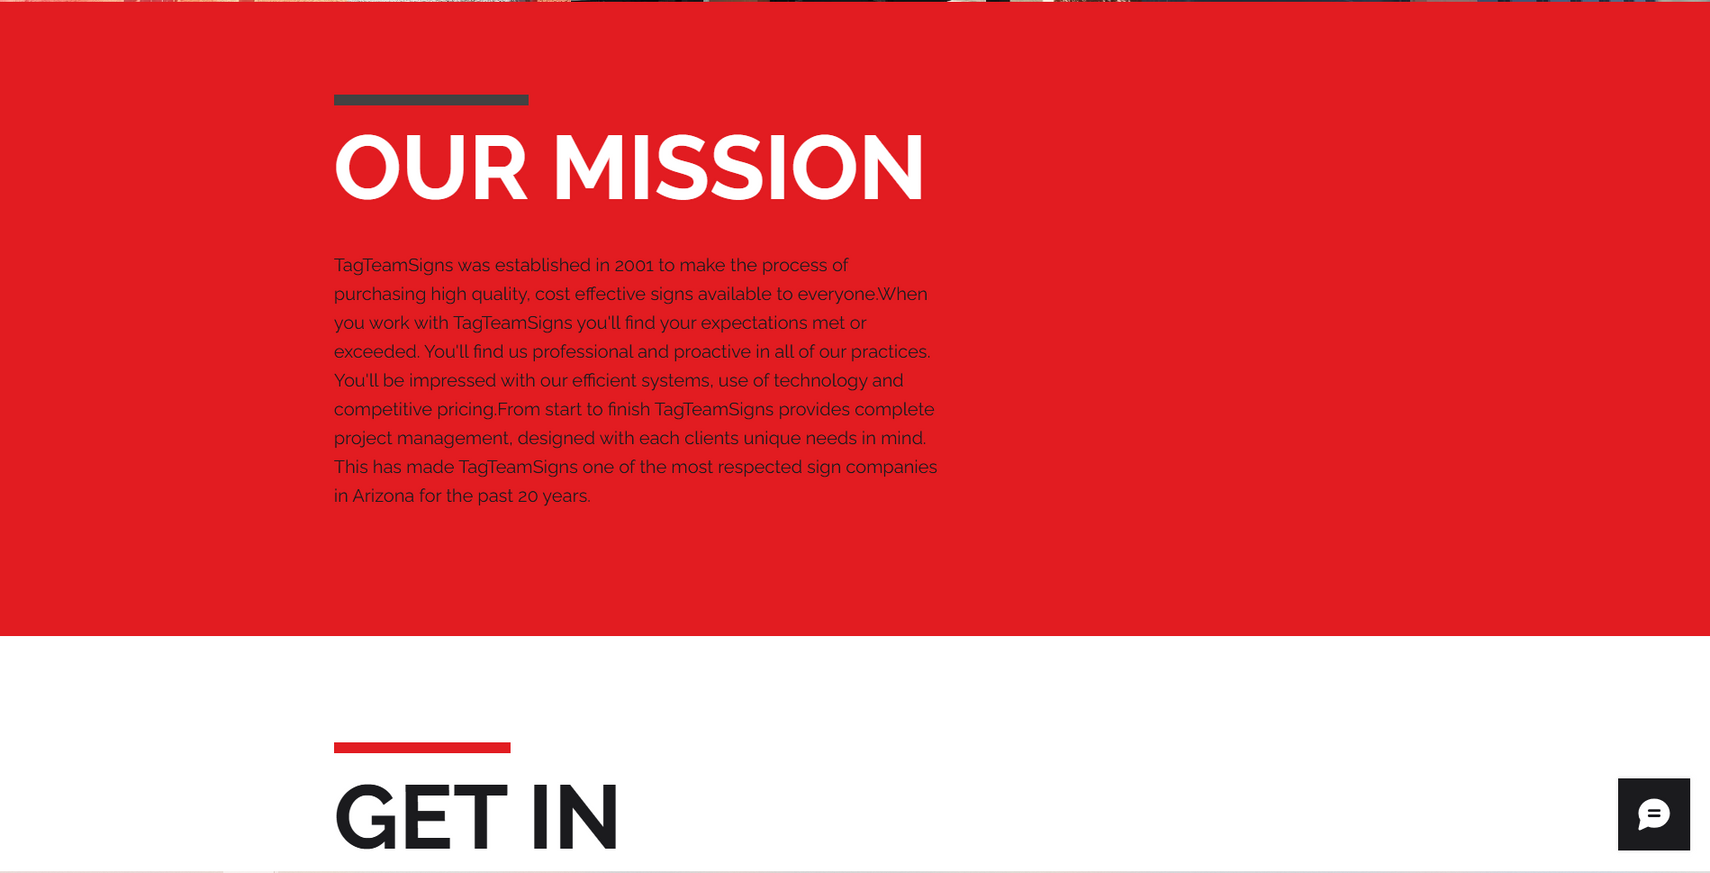 OUR MISSION
TagTeamSigns was established in 2001 to make the process of
purchasing high quality, cost effective signs available to everyone.When
you work with TagTeamSigns you'll find your expectations met or
exceeded. You'll find us professional and proactive in all of our practices.
You'll be impressed with our efficient systems, use of technology and
competitive pricing.From start to finish TagTeamSigns provides complete
project management, designed with each clients unique needs in mind.
This has made TagTeamSigns one of the most respected sign companies
in Arizona for the past 20 years.
GET IN